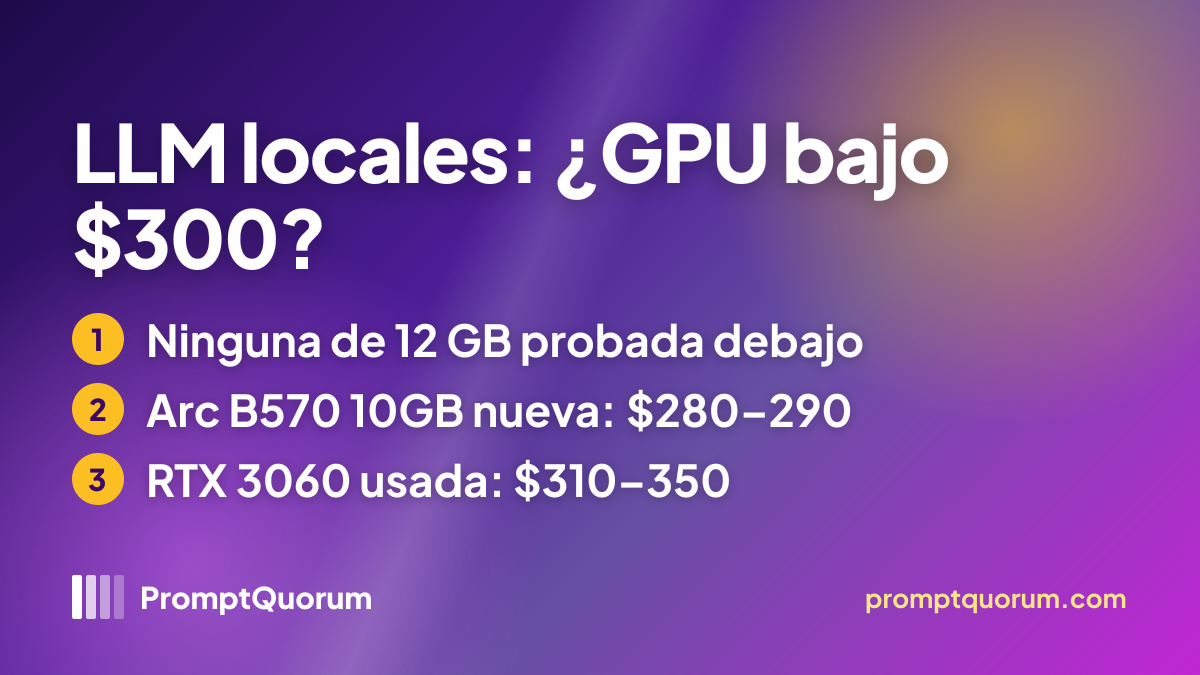 LLM locales: ¿GPU bajo
$300?
1 Ninguna de 12 GB probada debajo
2 Arc B570 10GB nueva: $280–290
3 RTX 3060 usada: $310–350
PromptQuorum
promptquorum.com